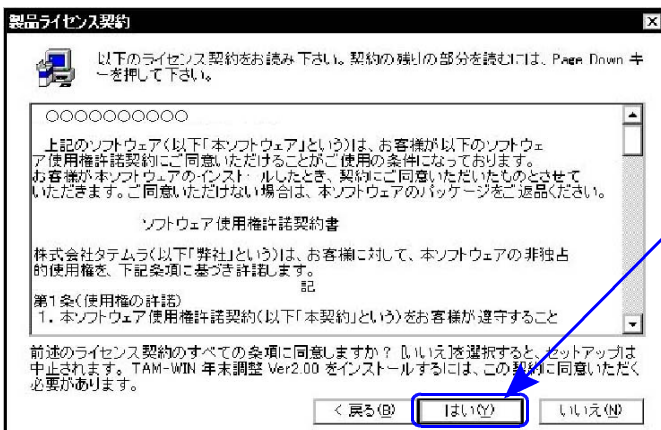 製品ライセンス契約
以下のライセンス契約をお読み下さい。契約の残りの部分を読むには、Page Down キ
ーを押して下さい。
○○○○○○○○○○
上記のソフトウェア(以下「本ソフトウェア」という)は、お客様が以下のソフトウェ
ア使用権許諾契約にご同意いただけることがご使用の条件になっております。
お客様が本ソフトウェアのインストールしたとき、契約にご同意いただいたものとさせて
いただきます。ご同意いただけない場合は、本ソフトウェアのパッケージをご返品ください。
ソフトウェア使用権許諾契約書
株式会社タテムラ(以下「弊社」という)は、お客様に対して、本ソフトウェアの非独占
的使用権を、下記条項に基づき許諾します。
記
第1条(使用権の許諾)
1. 本ソフトウェア使用権許諾契約(以下「本契約」という)をお客様が遵守すること
前述のライセンス契約のすべての条項に同意しますか? [いいえ]を選択すると、セットアップは
中止されます。TAM-WIN 年末調整 Ver2.00 をインストールするには、この契約に同意いただく
必要があります。
< 戻る(B) はい(Y) いいえ(N)